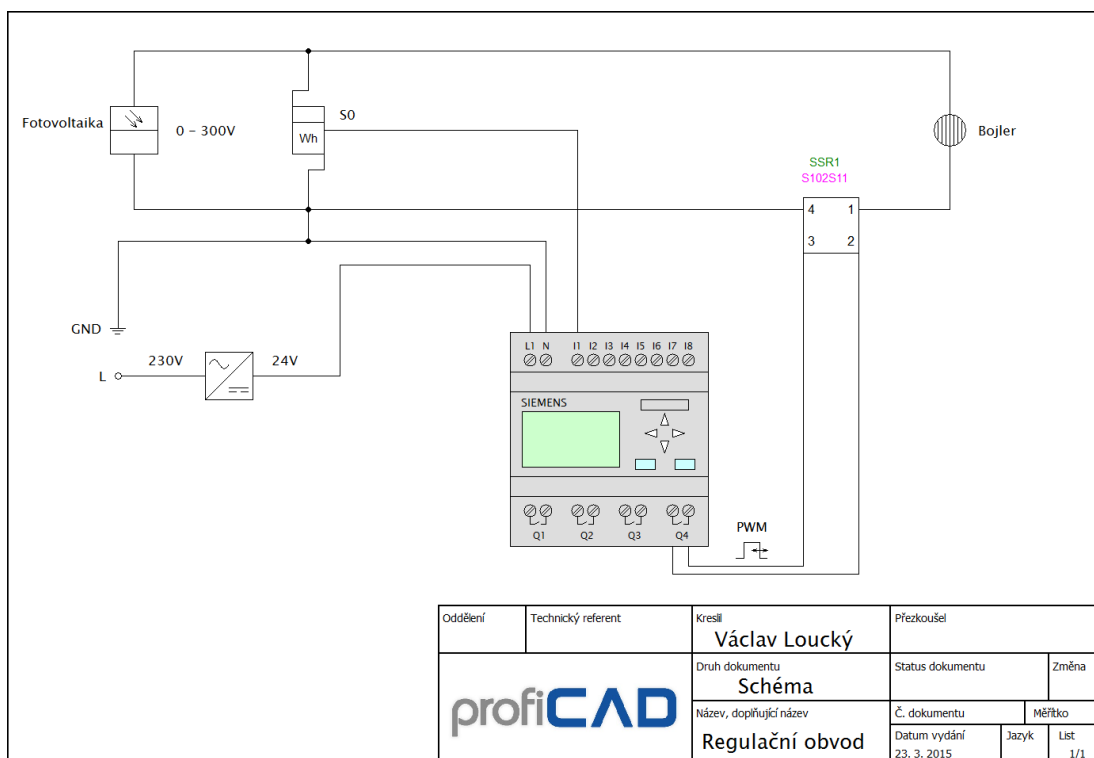 Fotovoltaika
0 – 300V
S0
Wh
Bojler
SSR1
S102S11
4 1
3 2
GND
230V
24V
L
L1 N I1 I2 I3 I4 I5 I6 I7 I8
SIEMENS
Q1 Q2 Q3 Q4
PWM
Oddělení
Technický referent
Kreslil
Václav Loucký
Přezkoušel
Druh dokumentu
Schéma
Status dokumentu
Změna
profiCAD
Název, doplňující název
Regulační obvod
Č. dokumentu
Měřítko
Datum vydání
23. 3. 2015
Jazyk
List
1/1